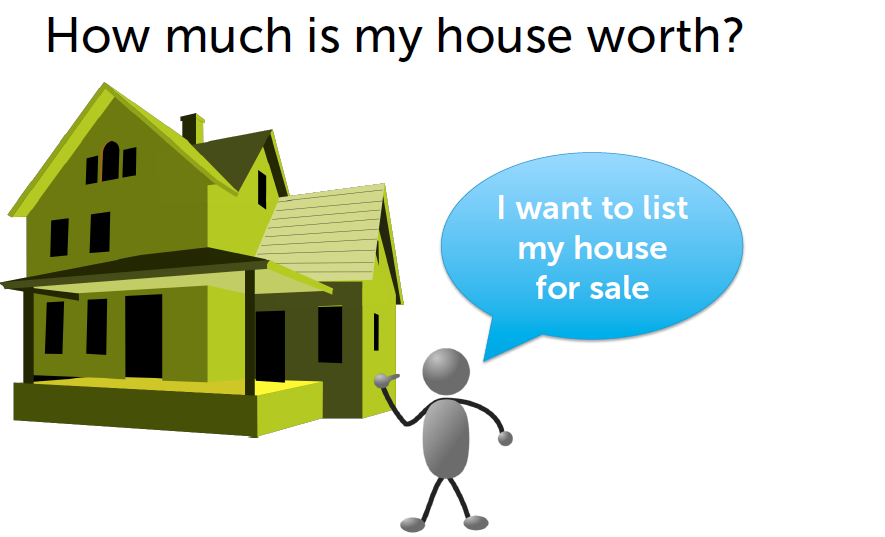 How much is my house worth?
I want to list
my house
for sale